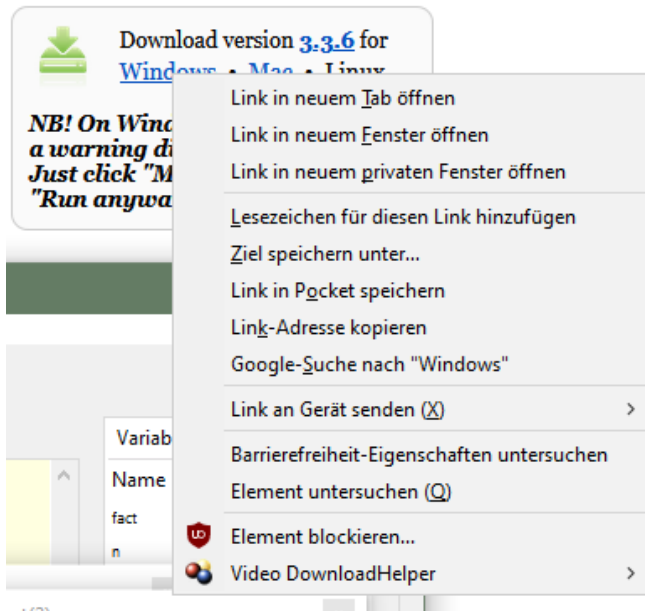 Download version 3.3.6 for
Windows • Mac • Linux
NB! On Wind
a warning di
Just click "M
"Run anywa
Link in neuem Tab öffnen
Link in neuem Fenster öffnen
Link in neuem privaten Fenster öffnen
Lesezeichen für diesen Link hinzufügen
Ziel speichern unter...
Link in Pocket speichern
Link-Adresse kopieren
Google-Suche nach "Windows"
Link an Gerät senden (X)
Barrierefreiheit-Eigenschaften untersuchen
Element untersuchen (Q)
Element blockieren...
Video DownloadHelper
Variab
Name
fact
n